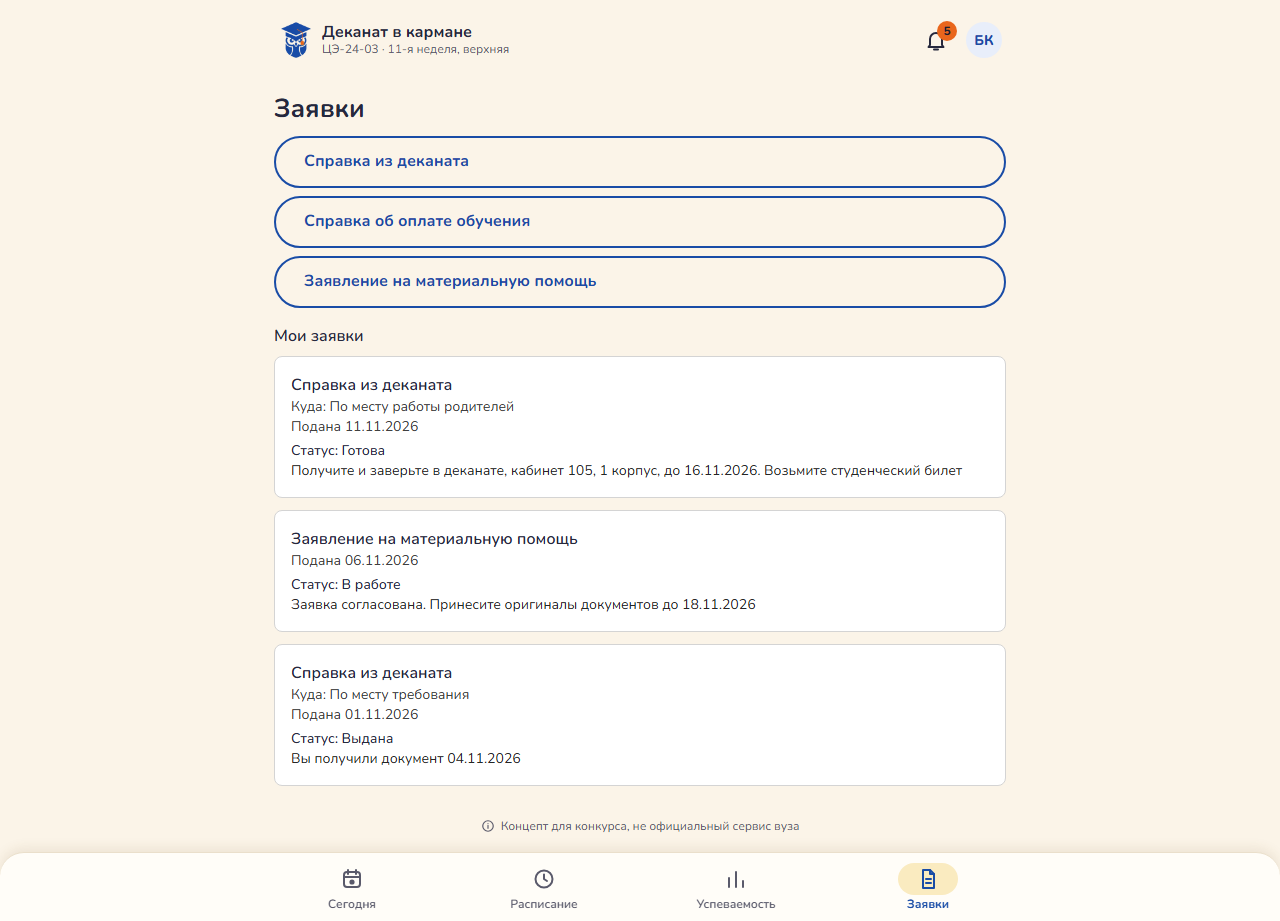 Деканат в кармане
ЦЭ-24-03 · 11-я неделя, верхняя
5
БК
Заявки
Справка из деканата
Справка об оплате обучения
Заявление на материальную помощь
Мои заявки
Справка из деканата
Куда: По месту работы родителей
Подана 11.11.2026
Статус: Готова
Получите и заверьте в деканате, кабинет 105, 1 корпус, до 16.11.2026. Возьмите студенческий билет
Заявление на материальную помощь
Подана 06.11.2026
Статус: В работе
Заявка согласована. Принесите оригиналы документов до 18.11.2026
Справка из деканата
Куда: По месту требования
Подана 01.11.2026
Статус: Выдана
Вы получили документ 04.11.2026
Концепт для конкурса, не официальный сервис вуза
Сегодня
Расписание
Успеваемость
Заявки